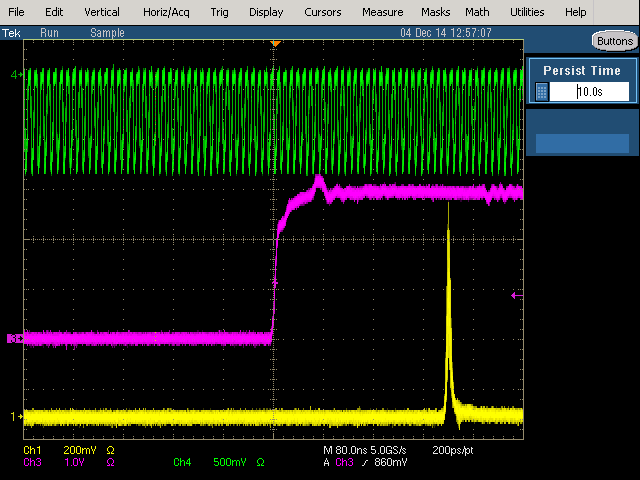 File Edit Vertical Horiz/Acq Trig Display Cursors Measure Masks Math Utilities Help
Tek Run Sample 04 Dec 14 12:57:07 Buttons
Persist Time
10.0s
4
3
1
Ch1 200mV Ω M 80.0ns 5.0GS/s 200ps/pt
Ch3 1.0V Ω Ch4 500mV Ω A Ch3 ∕ 860mV